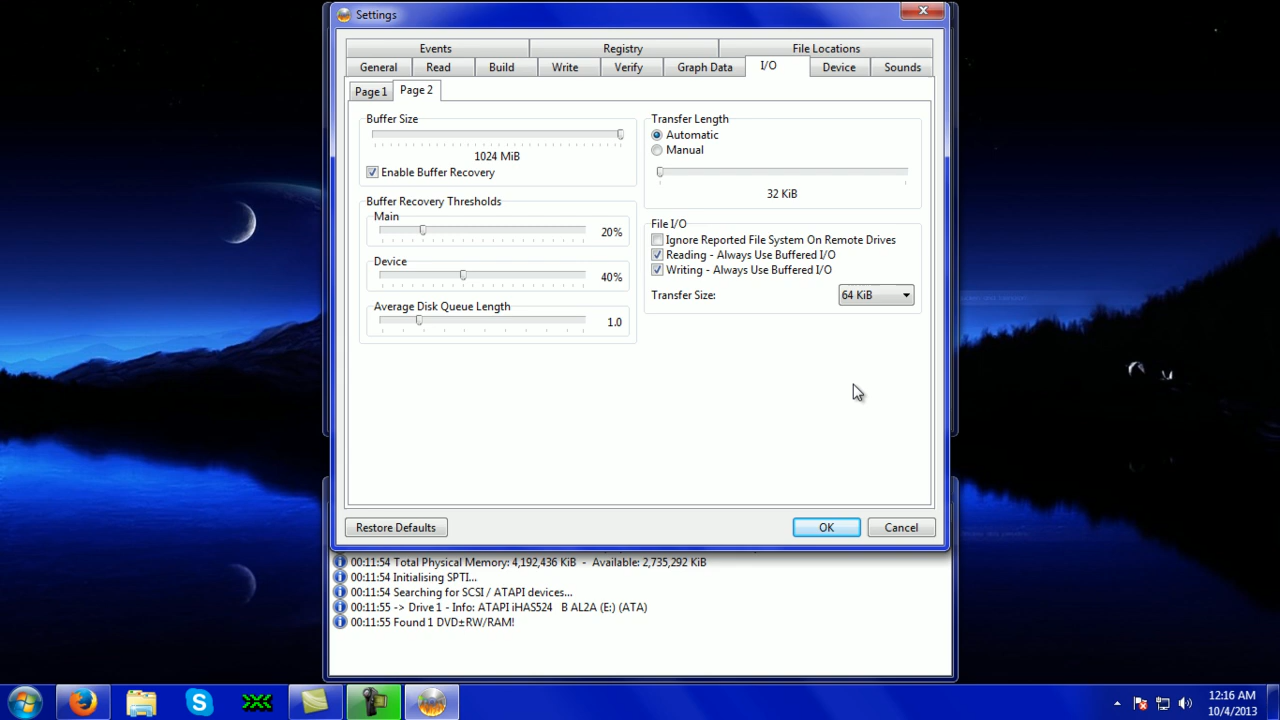 Settings
Events Registry File Locations
General Read Build Write Verify Graph Data I/O Device Sounds
Page 1 Page 2
Buffer Size
1024 MiB
Enable Buffer Recovery
Buffer Recovery Thresholds
Main
20%
Device
40%
Average Disk Queue Length
1.0
Transfer Length
Automatic
Manual
32 KiB
File I/O
Ignore Reported File System On Remote Drives
Reading - Always Use Buffered I/O
Writing - Always Use Buffered I/O
Transfer Size: 64 KiB
Restore Defaults OK Cancel
00:11:54 Total Physical Memory: 4,192,436 KiB - Available: 2,735,292 KiB
00:11:54 Initialising SPTI...
00:11:54 Searching for SCSI / ATAPI devices...
00:11:55 -> Drive 1 - Info: ATAPI iHAS524 B AL2A (E:) (ATA)
00:11:55 Found 1 DVD±RW/RAM!
12:16 AM
10/4/2013